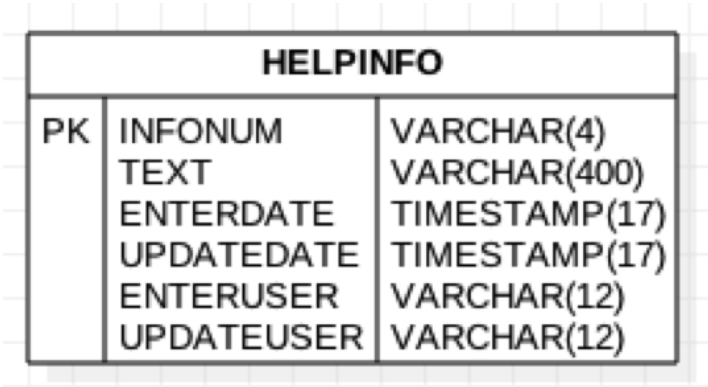 HELPINFO
PK INFONUM VARCHAR(4)
TEXT VARCHAR(400)
ENTERDATE TIMESTAMP(17)
UPDATEDATE TIMESTAMP(17)
ENTERUSER VARCHAR(12)
UPDATEUSER VARCHAR(12)